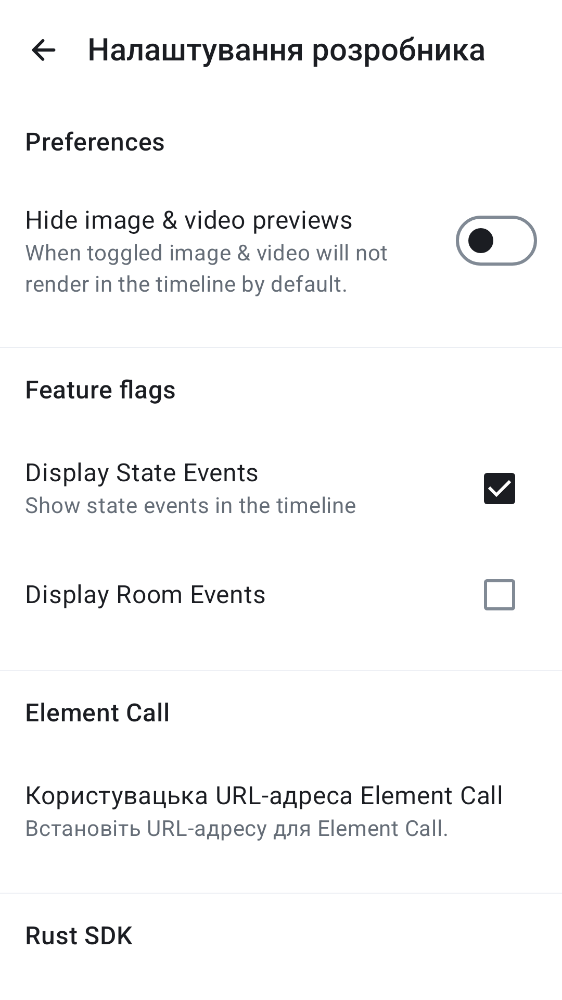 Налаштування розробника
Preferences
Hide image & video previews
When toggled image & video will not
render in the timeline by default.
Feature flags
Display State Events
Show state events in the timeline
Display Room Events
Element Call
Користувацька URL-адреса Element Call
Встановіть URL-адресу для Element Call.
Rust SDK